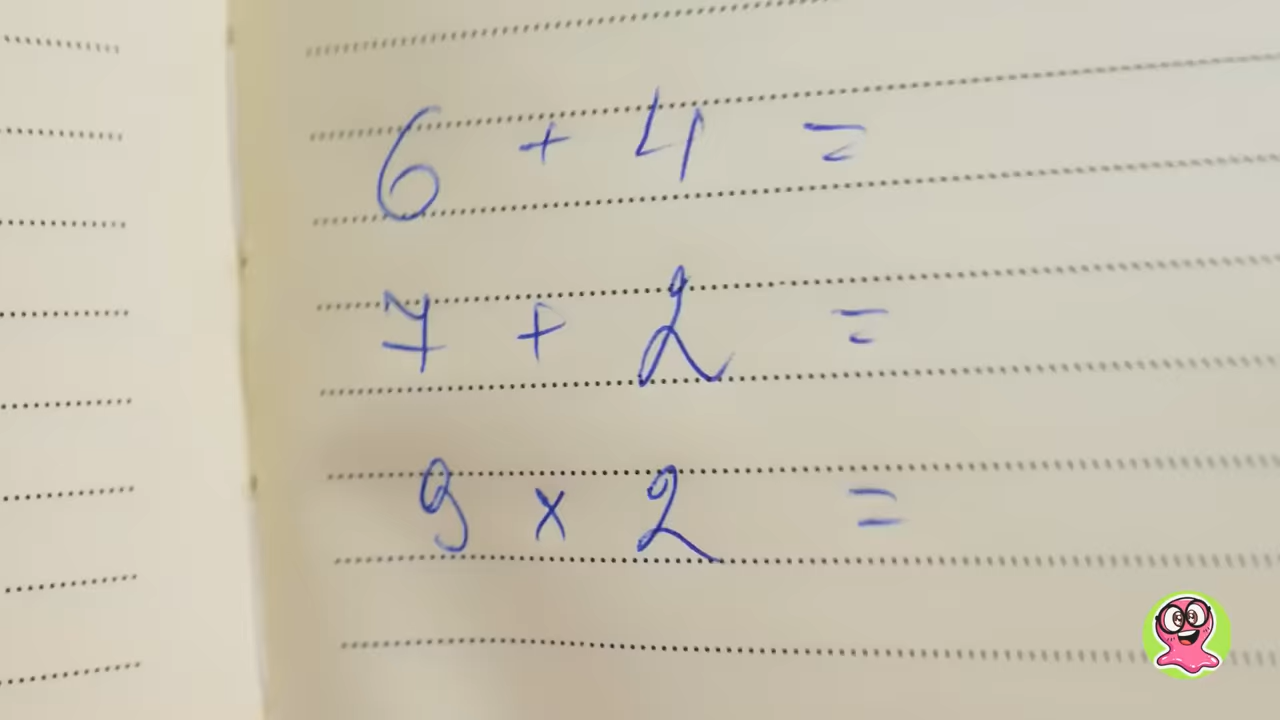 6 + 4 =
7 + 2 =
9 x 2 =